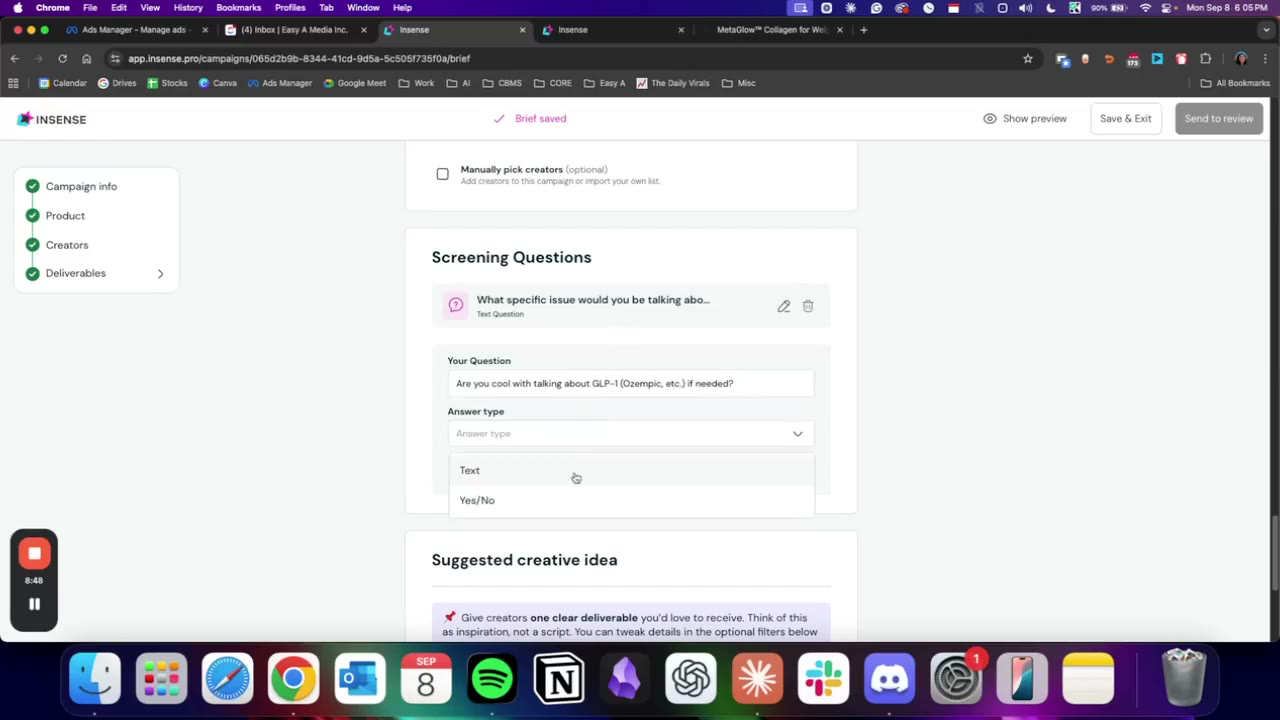 Chrome File Edit View History Bookmarks Profiles Tab Window Help
90% Mon Sep 8 6:05 PM
Ads Manager - Manage ads -
(4) Inbox | Easy A Media Inc.
Insense
Insense
MetaGlow™ Collagen for Wei
app.insense.pro/campaigns/065d2b9b-8344-41cd-9d5a-5c505f735f0a/brief
173
Calendar Drives Stocks Canva Ads Manager Google Meet Work AI CBMS CORE Easy A The Daily Virals Misc All Bookmarks
INSENSE
Brief saved
Show preview
Save & Exit
Send to review
Campaign info
Product
Creators
Deliverables
Manually pick creators (optional)
Add creators to this campaign or import your own list.
Screening Questions
What specific issue would you be talking abo...
Text Question
Your Question
Are you cool with talking about GLP-1 (Ozempic, etc.) if needed?
Answer type
Answer type
Text
Yes/No
Suggested creative idea
📌 Give creators one clear deliverable you'd love to receive. Think of this
as inspiration, not a script. You can tweak details in the optional filters below
8:48
SEP
8
1